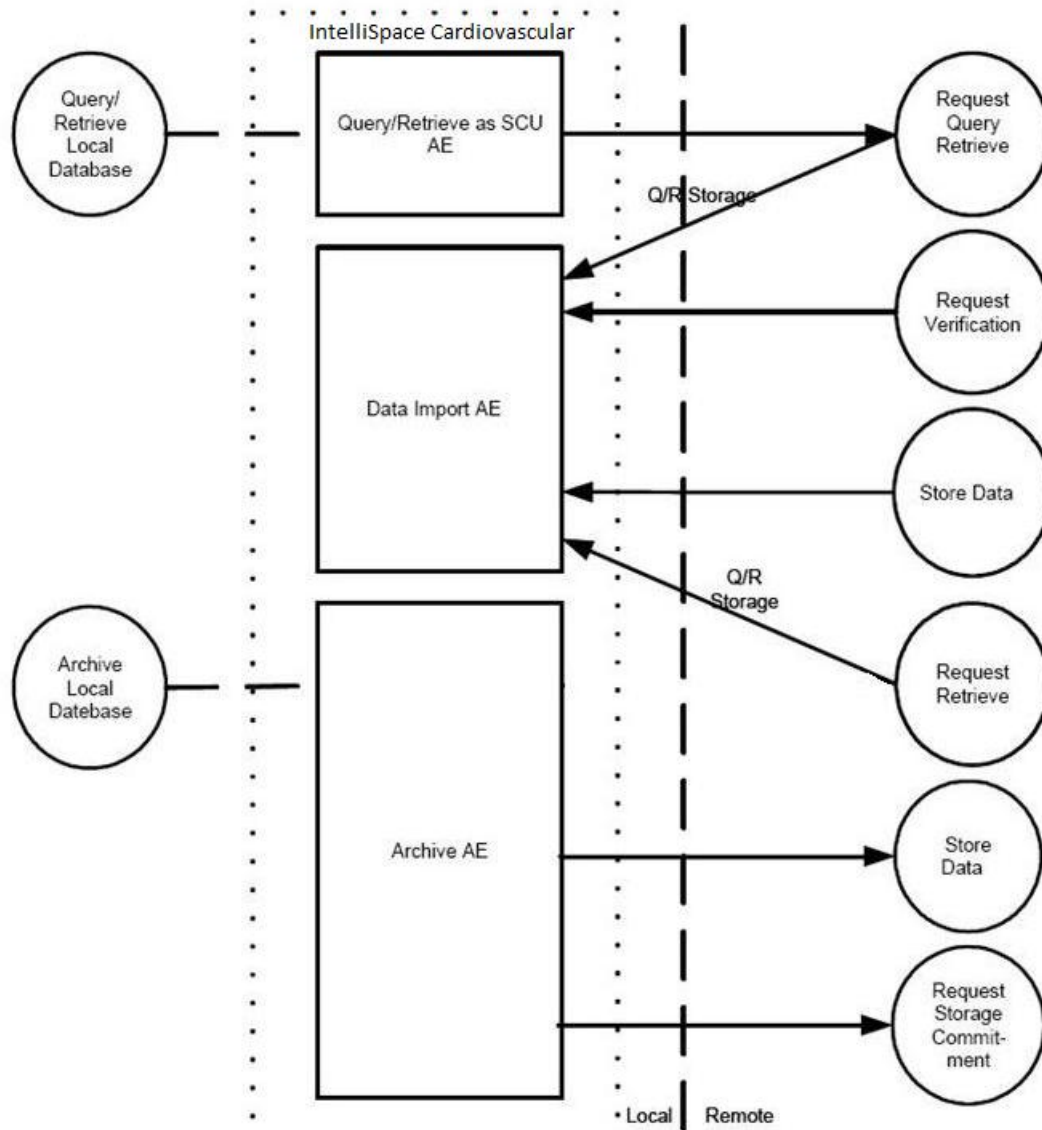 IntelliSpace Cardiovascular
Query/
Retrieve
Local
Database
Query/Retrieve as SCU
AE
Request
Query
Retrieve
Q/R Storage
Request
Verification
Data Import AE
Store Data
Q/R
Storage
Archive
Local
Datebase
Request
Retrieve
Archive AE
Store
Data
Request
Storage
Commit-
ment
Local
Remote